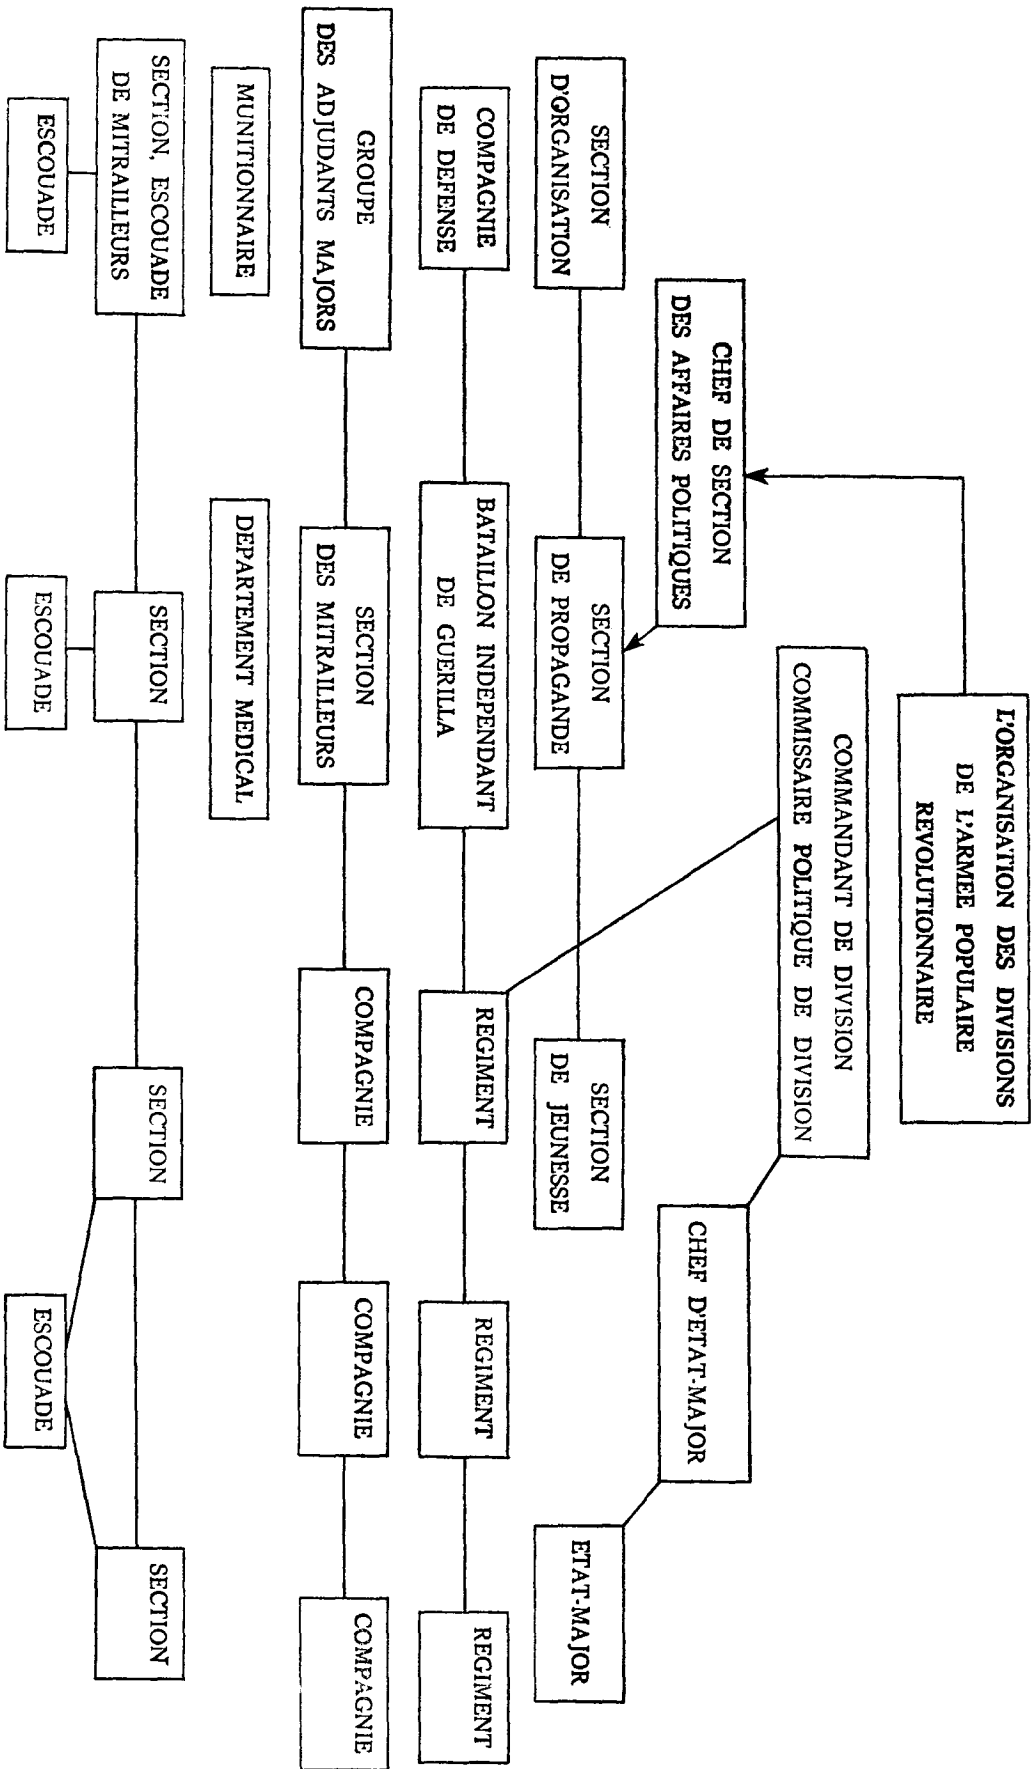 L'ORGANISATION DES DIVISIONS
DE L'ARMEE POPULAIRE
REVOLUTIONNAIRE
COMMANDANT DE DIVISION
COMMISSAIRE POLITIQUE DE DIVISION
CHEF DE SECTION
DES AFFAIRES POLITIQUES
CHEF D'ETAT-MAJOR
SECTION
D'ORGANISATION
SECTION
DE PROPAGANDE
SECTION
DE JEUNESSE
ETAT-MAJOR
COMPAGNIE
DE DEFENSE
BATAILLON INDEPENDANT
DE GUERILLA
REGIMENT
REGIMENT
REGIMENT
GROUPE
DES ADJUDANTS MAJORS
SECTION
DES MITRAILLEURS
COMPAGNIE
COMPAGNIE
COMPAGNIE
MUNITIONNAIRE
DEPARTEMENT MEDICAL
SECTION, ESCOUADE
DE MITRAILLEURS
SECTION
SECTION
SECTION
ESCOUADE
ESCOUADE
ESCOUADE